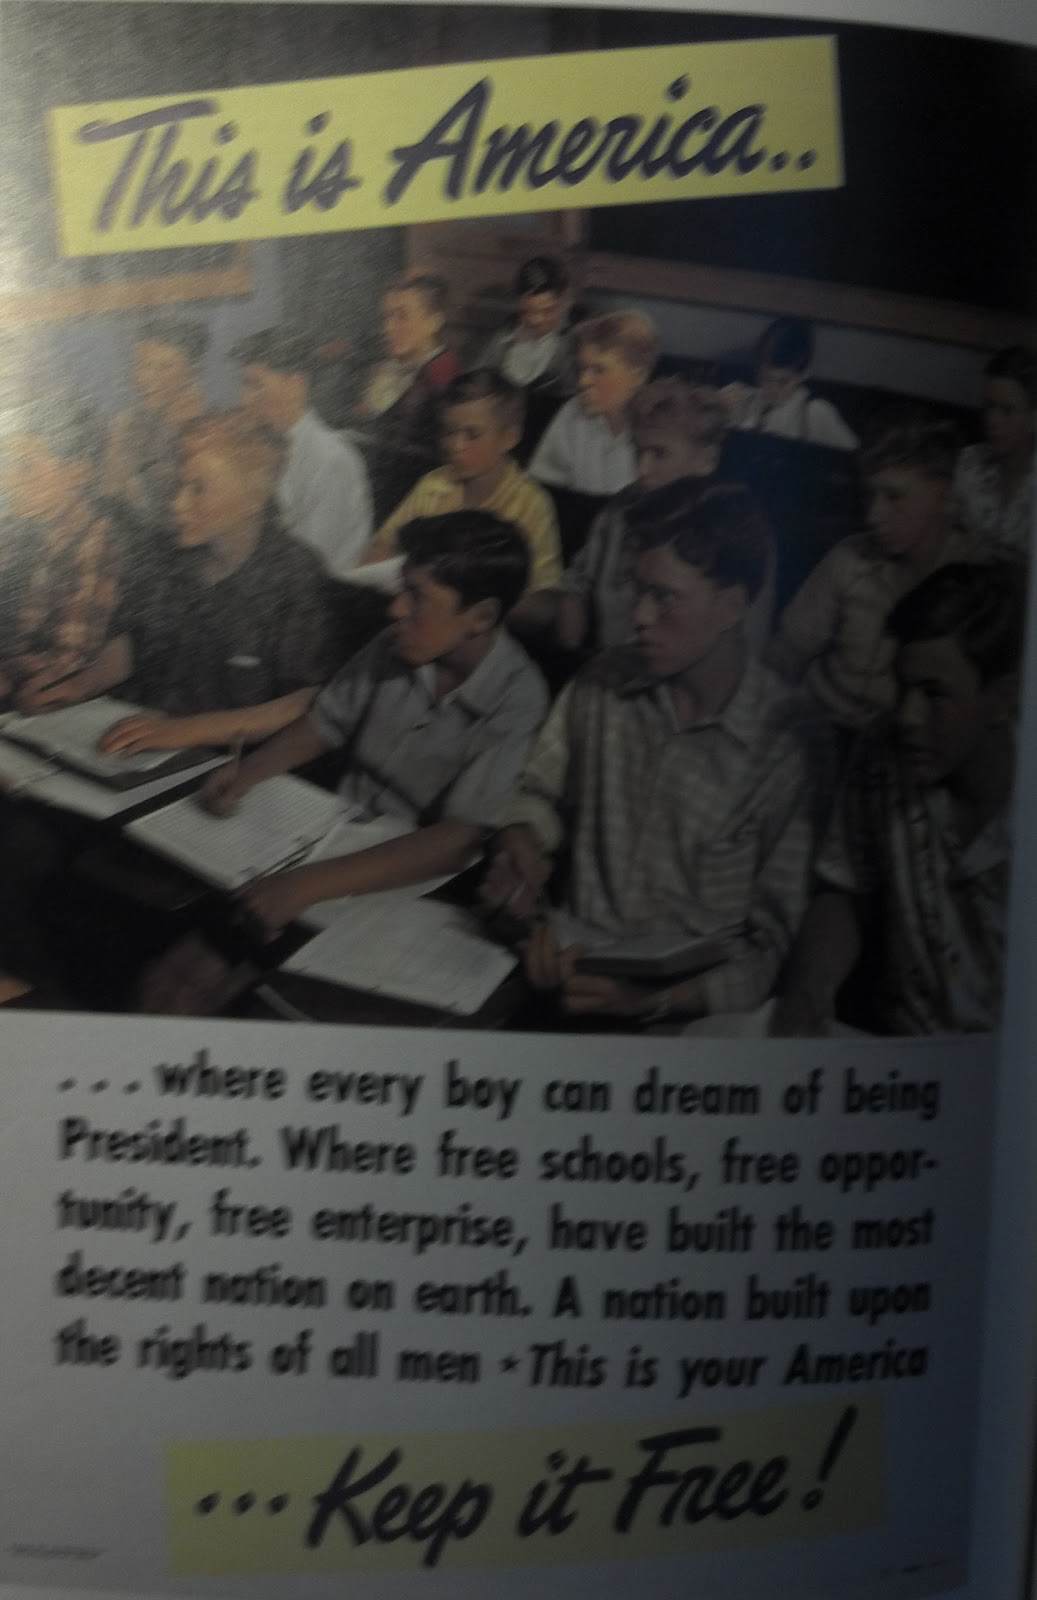 This is America..
...where every boy can dream of being
President. Where free schools, free oppor-
tunity, free enterprise, have built the most
decent nation on earth. A nation built upon
the rights of all men * This is your America
...Keep it Free!